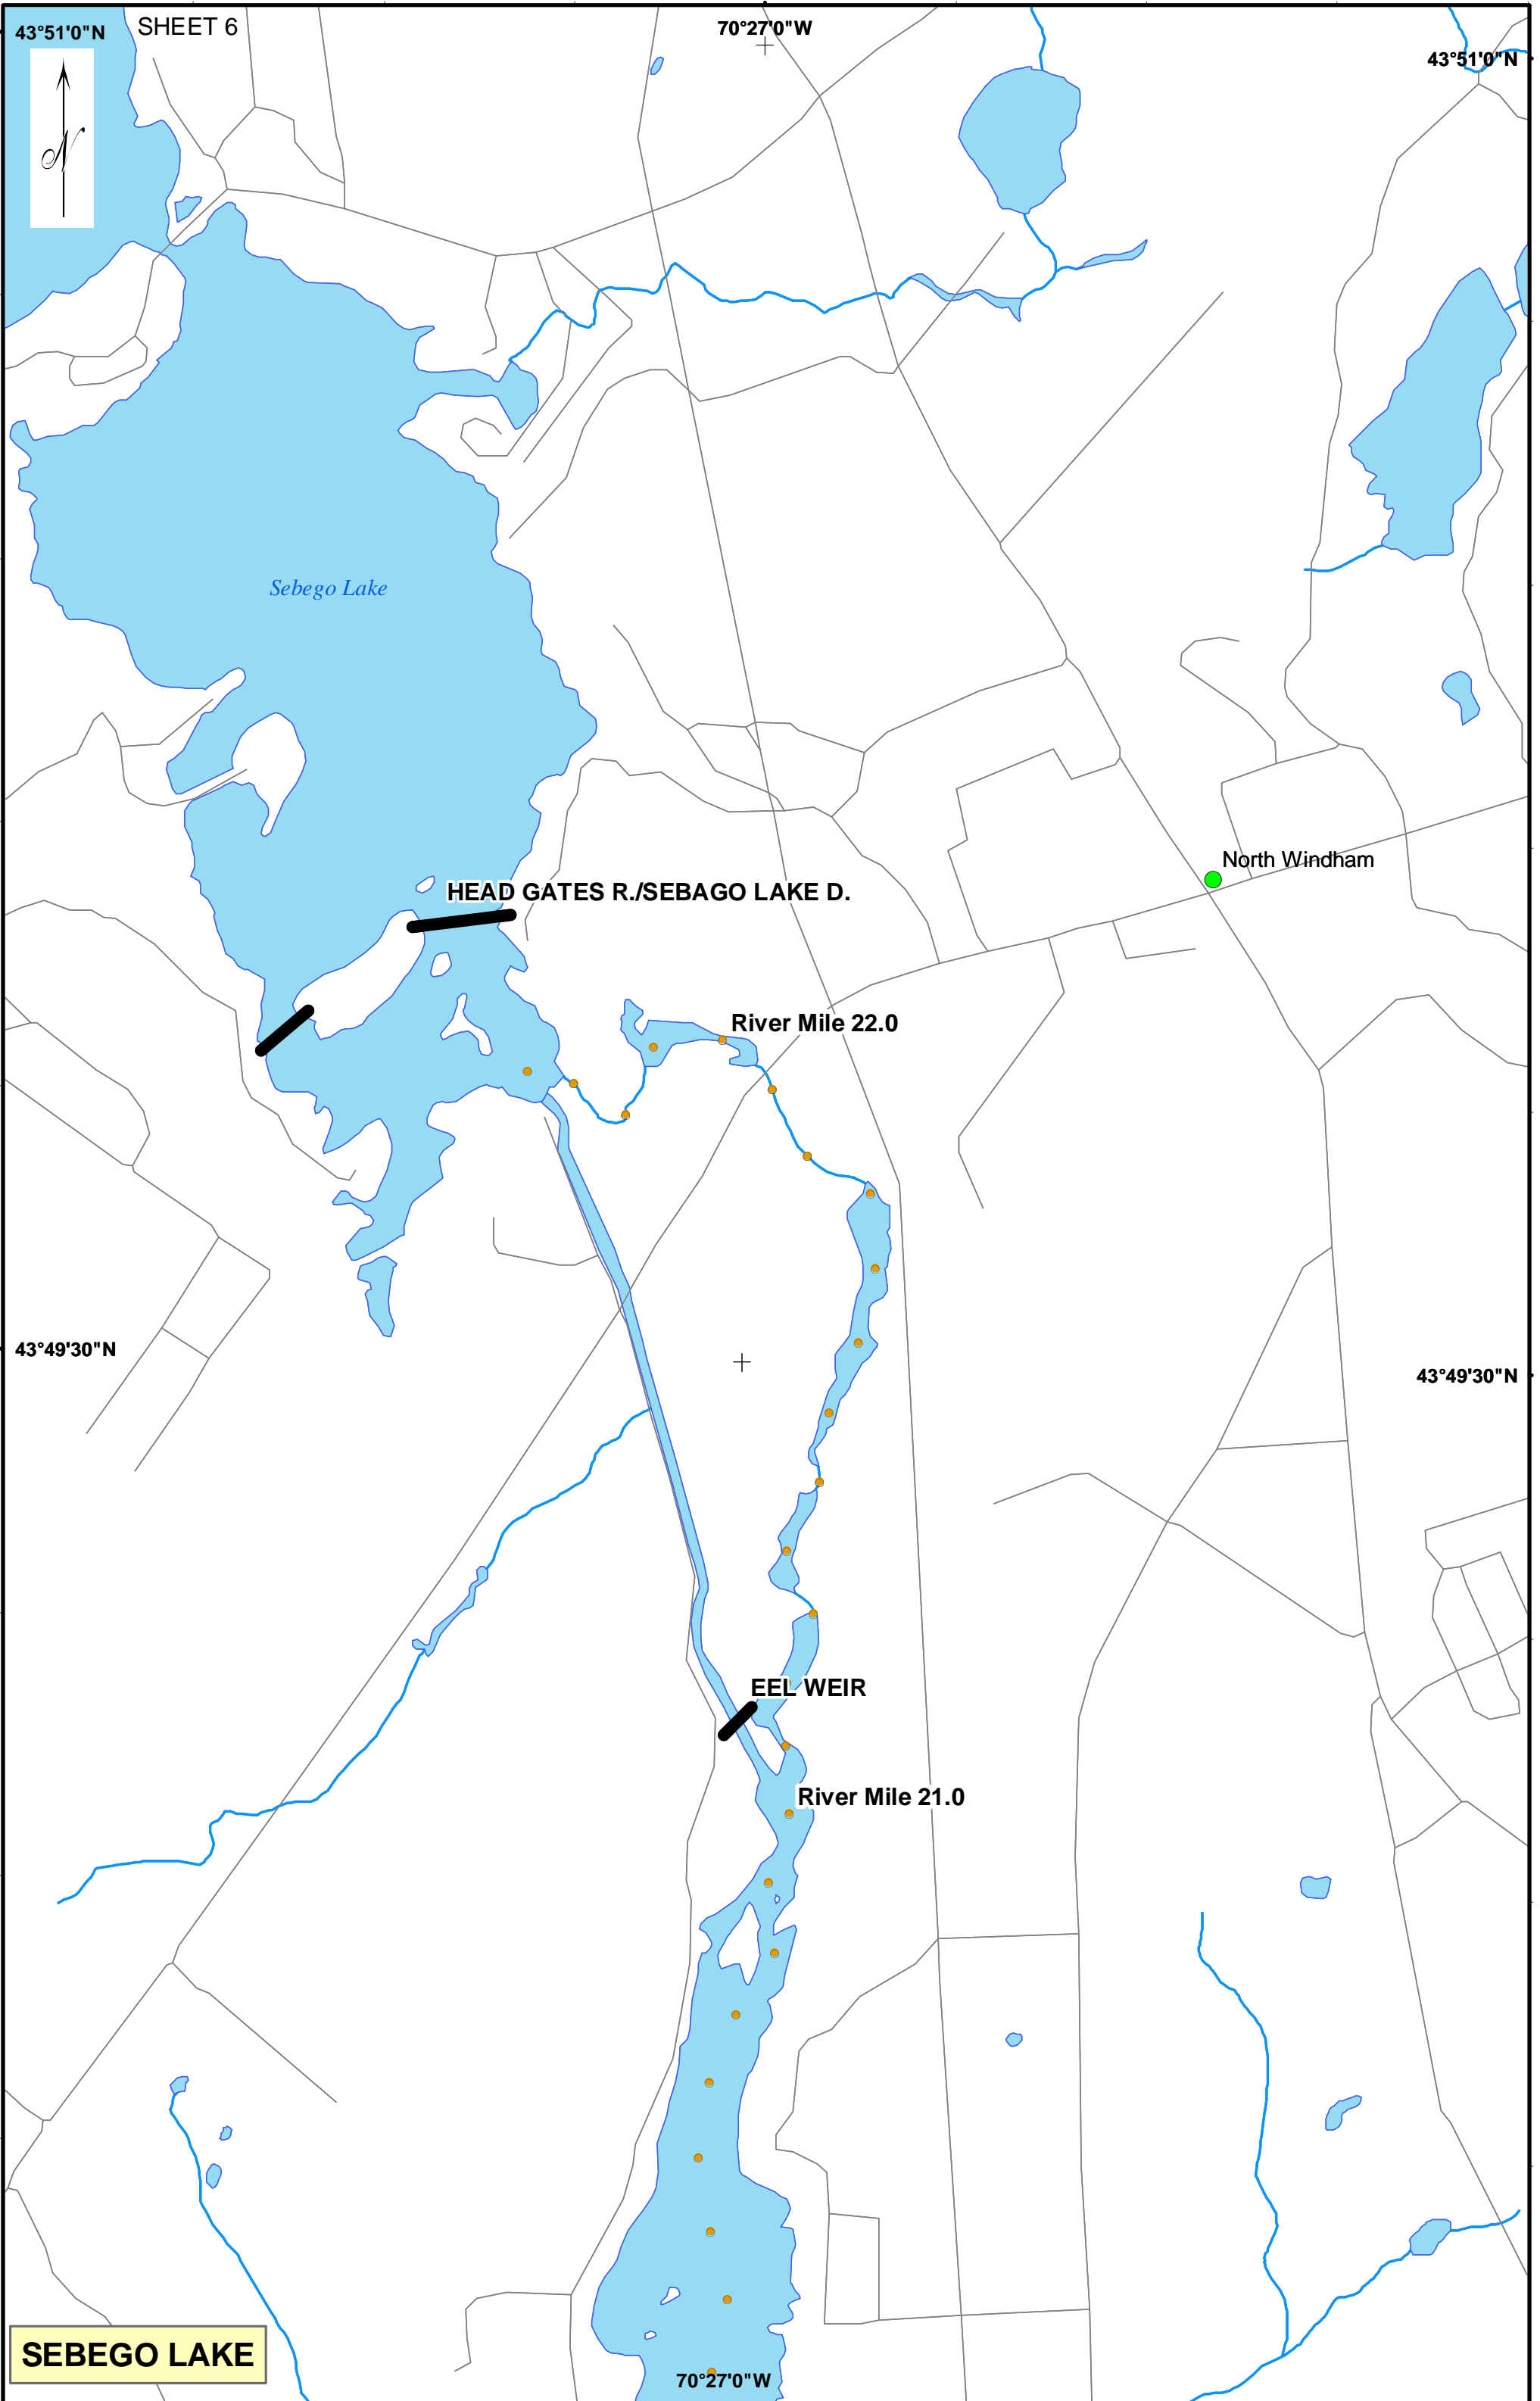 SHEET 6
70°27'0"W
43°51'0"N
43°51'0"N
N
Sebego Lake
North Windham
HEAD GATES R./SEBAGO LAKE D.
River Mile 22.0
43°49'30"N
43°49'30"N
EEL WEIR
River Mile 21.0
SEBEGO LAKE
70°27'0"W